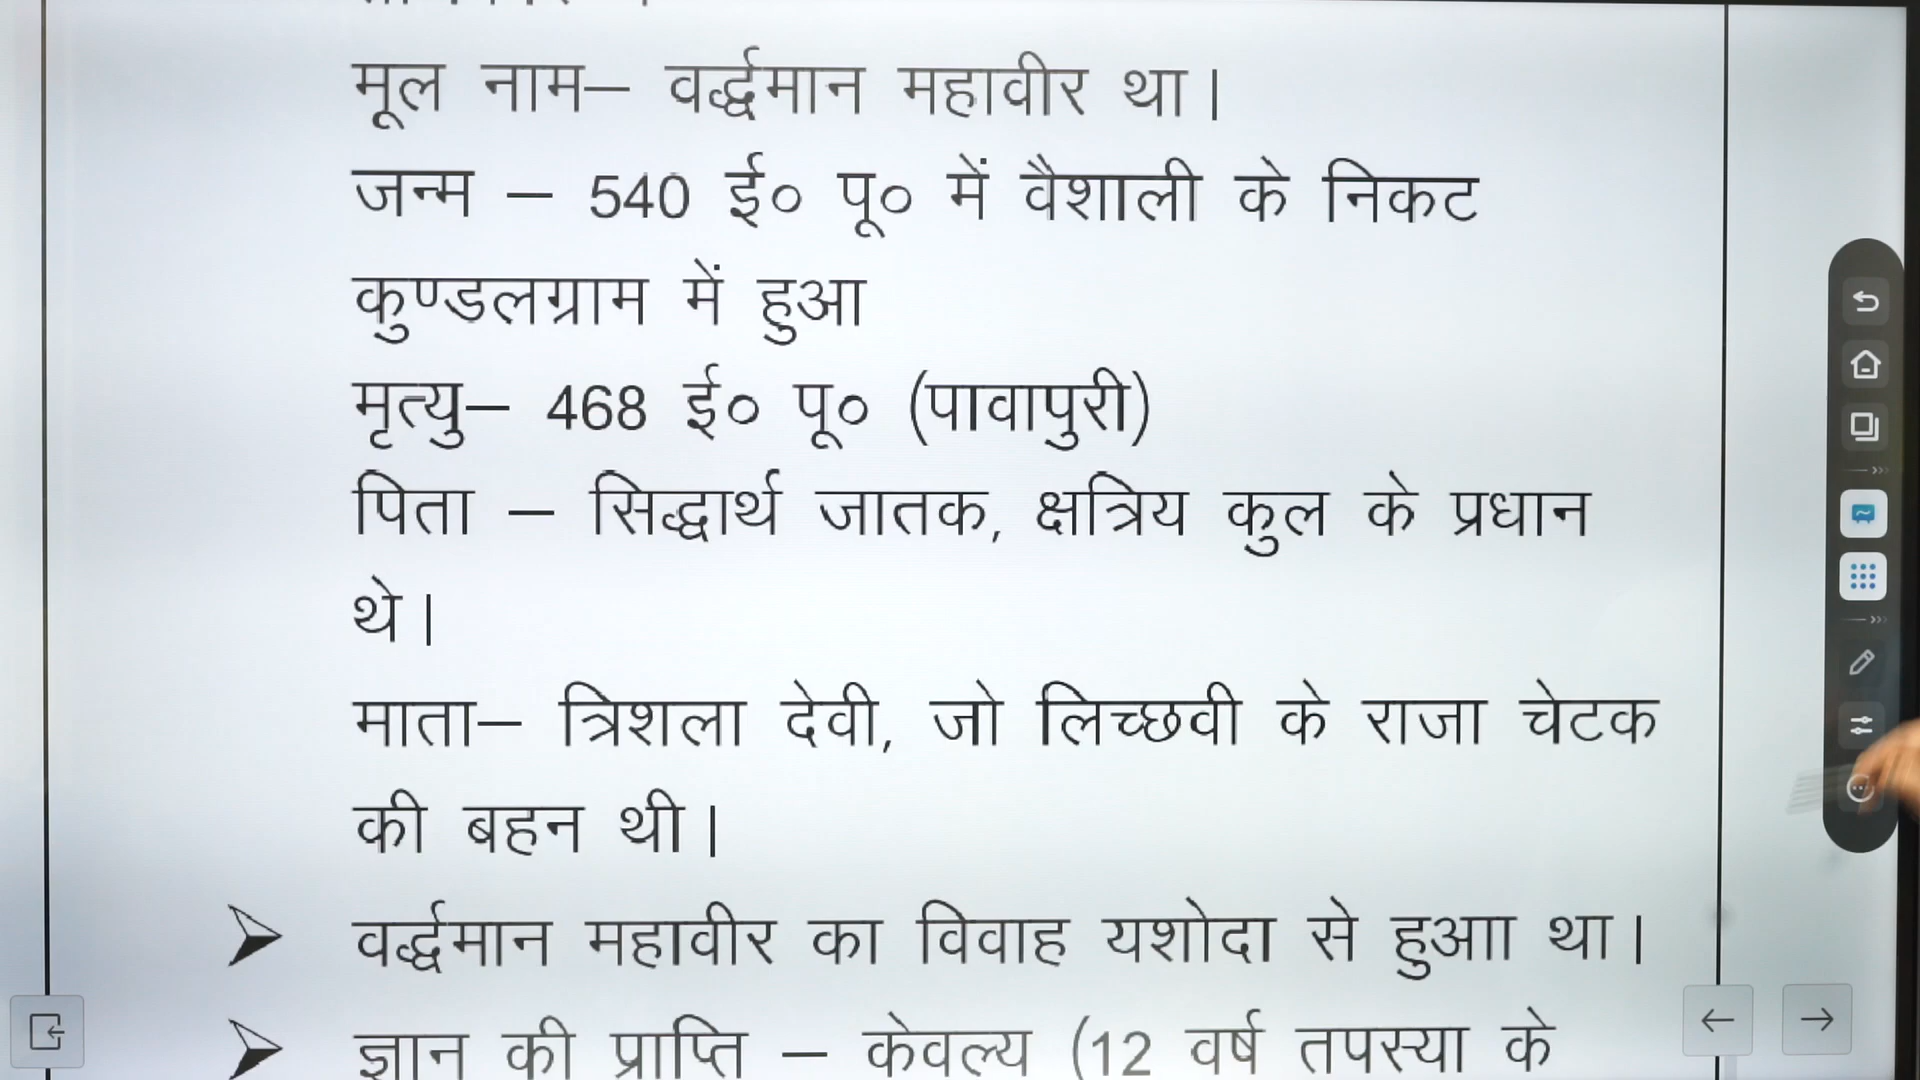 मूल नाम– वर्द्धमान महावीर था।
जन्म – 540 ई० पू० में वैशाली के निकट
कुण्डलग्राम में हुआ
मृत्यु– 468 ई० पू० (पावापुरी)
पिता – सिद्धार्थ जातक, क्षत्रिय कुल के प्रधान
थे।
माता– त्रिशला देवी, जो लिच्छवी के राजा चेटक
की बहन थी।
➢ वर्द्धमान महावीर का विवाह यशोदा से हुआा था।
➢ ज्ञान की प्राप्ति – केवल्य (12 वर्ष तपस्या के